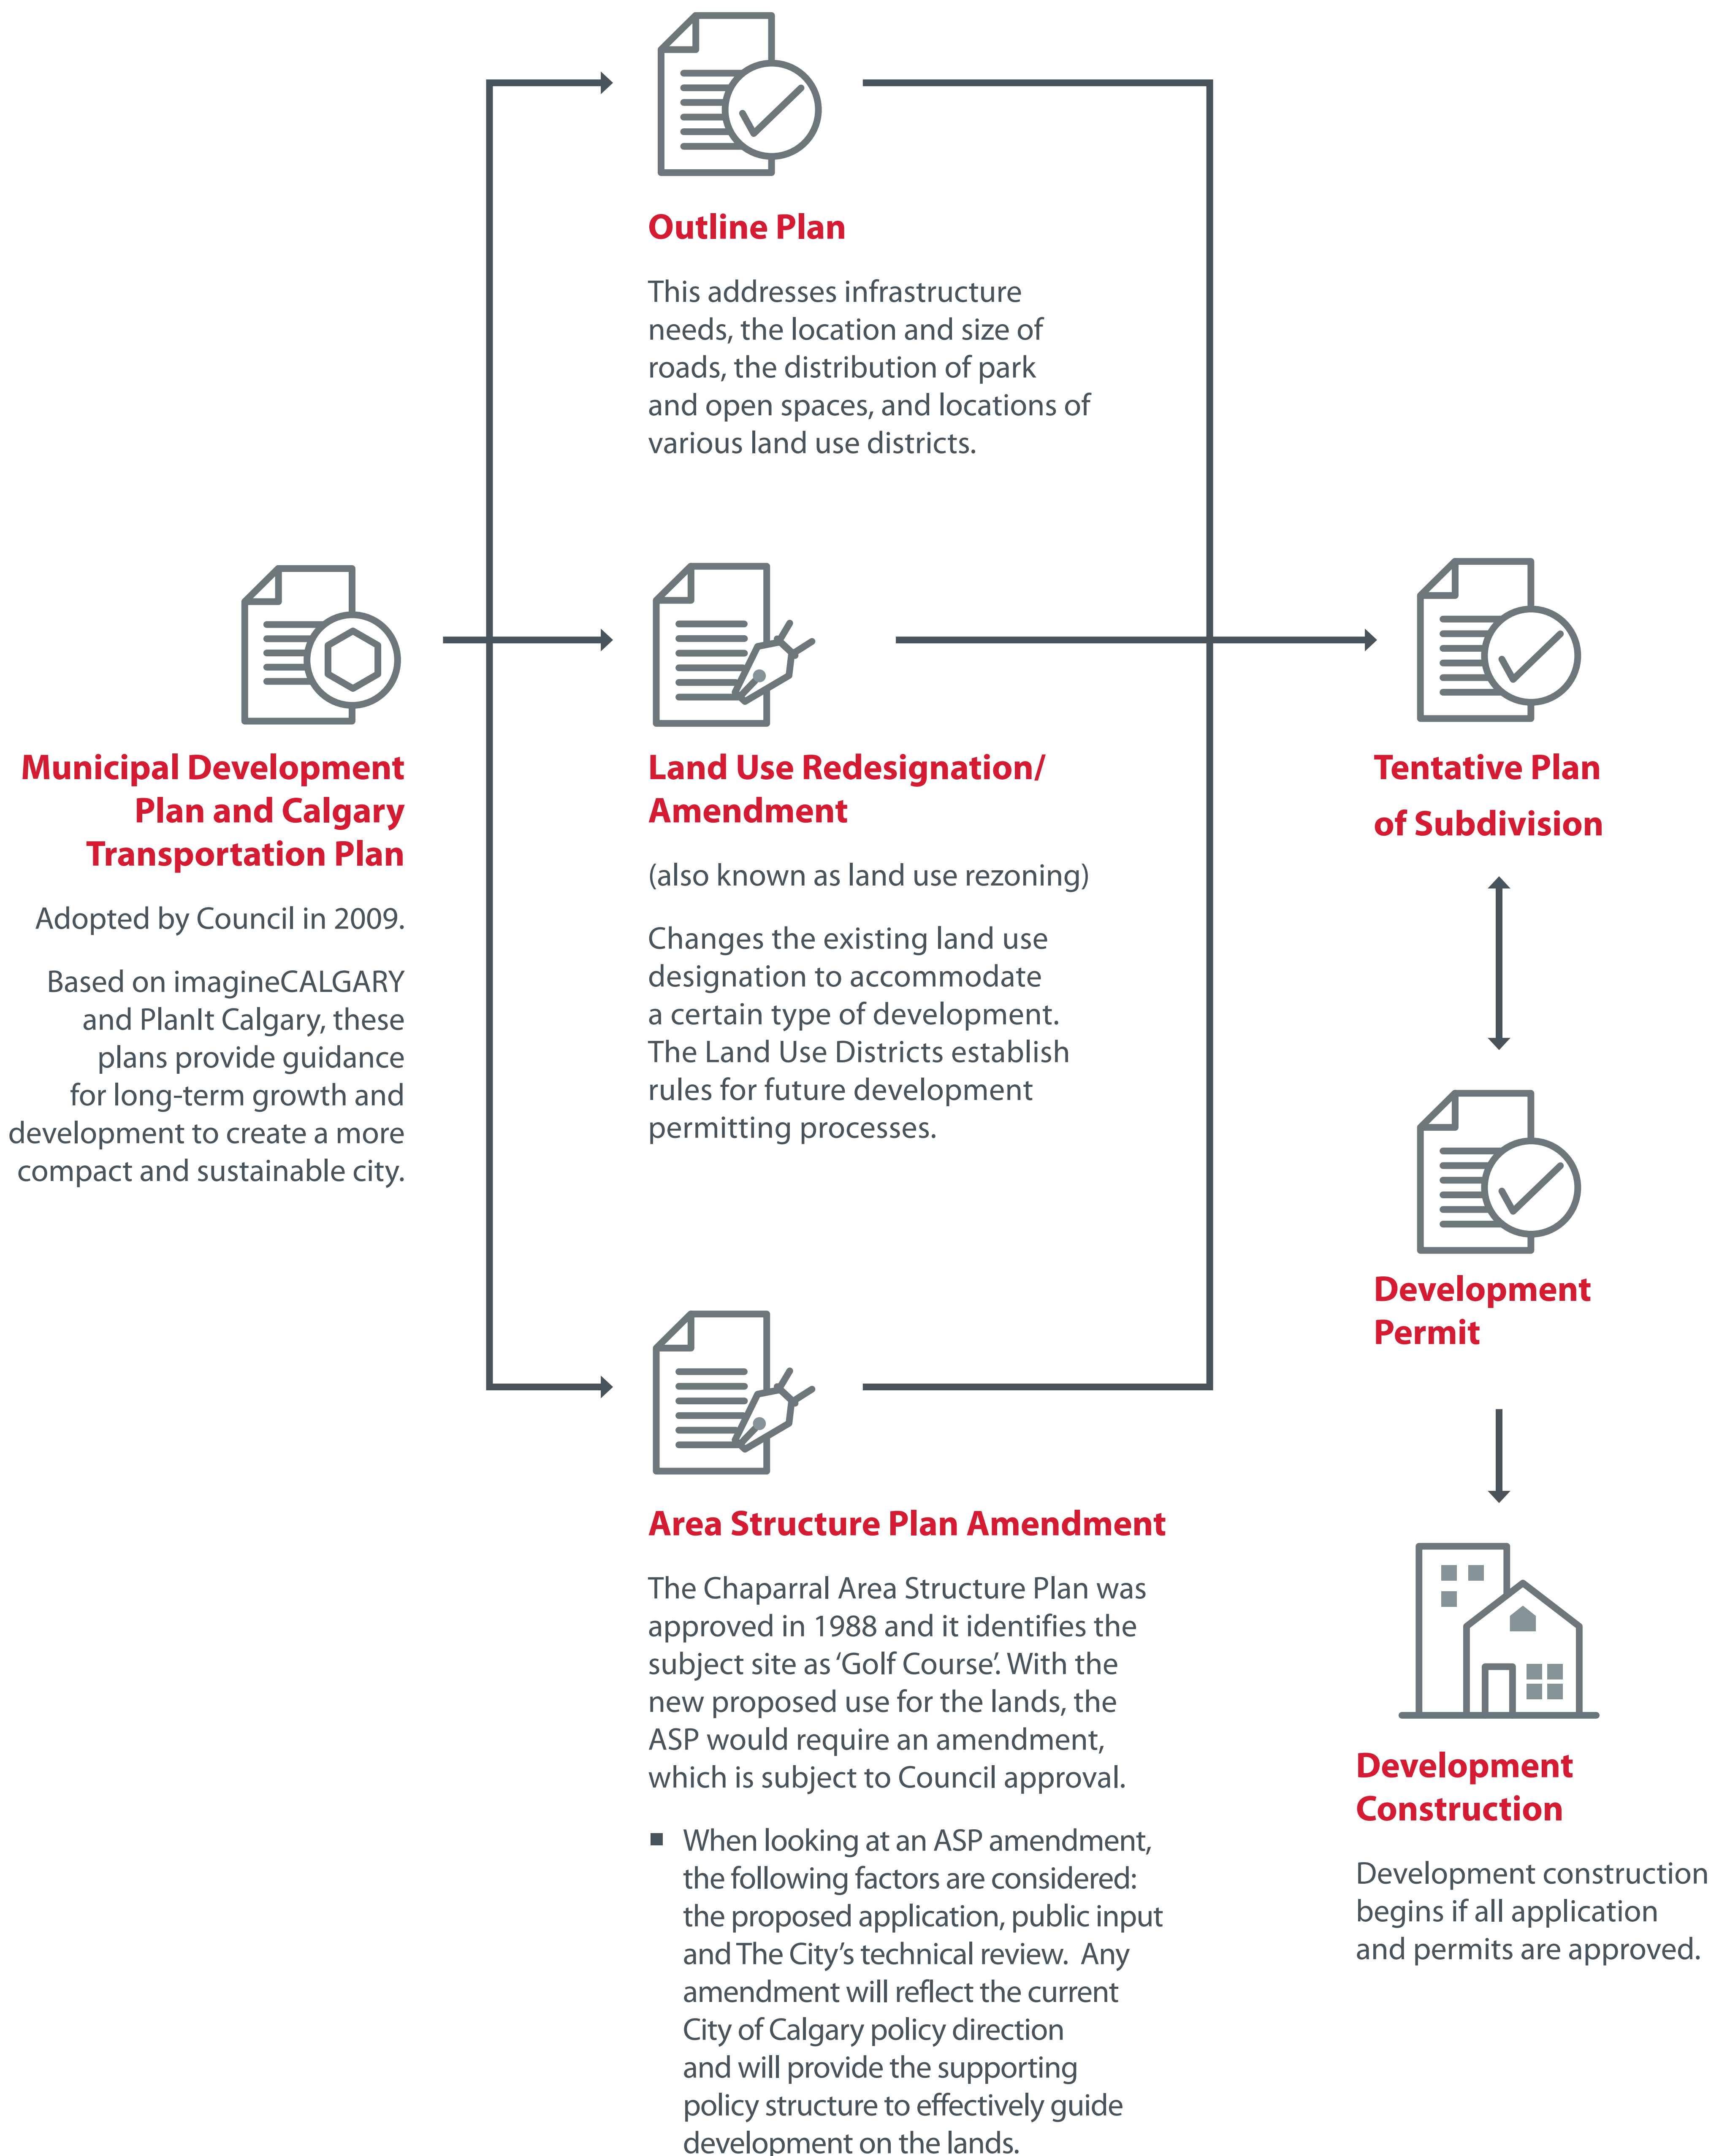 Outline Plan
This addresses infrastructure
needs, the location and size of
roads, the distribution of park
and open spaces, and locations of
various land use districts.
Municipal Development
Plan and Calgary
Transportation Plan
Adopted by Council in 2009.
Based on imagineCALGARY
and PlanIt Calgary, these
plans provide guidance
for long-term growth and
development to create a more
compact and sustainable city.
Land Use Redesignation/
Amendment
(also known as land use rezoning)
Changes the existing land use
designation to accommodate
a certain type of development.
The Land Use Districts establish
rules for future development
permitting processes.
Area Structure Plan Amendment
The Chaparral Area Structure Plan was
approved in 1988 and it identifies the
subject site as ‘Golf Course’. With the
new proposed use for the lands, the
ASP would require an amendment,
which is subject to Council approval.
■ When looking at an ASP amendment,
the following factors are considered:
the proposed application, public input
and The City’s technical review.  Any
amendment will reflect the current
City of Calgary policy direction
and will provide the supporting
policy structure to effectively guide
development on the lands.
Tentative Plan
of Subdivision
Development
Permit
Development
Construction
Development construction
begins if all application
and permits are approved.